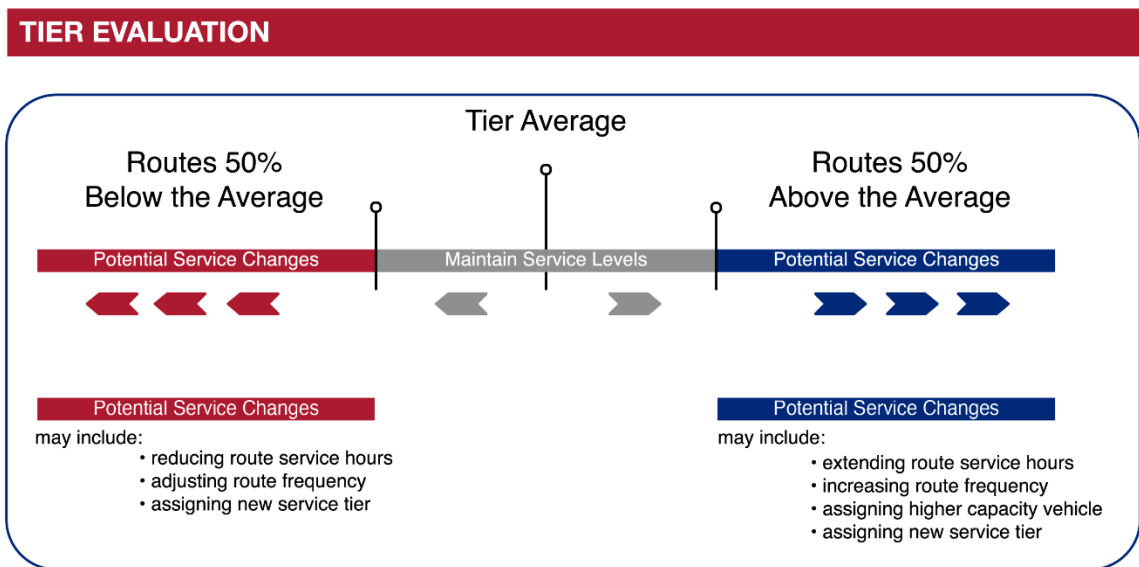 TIER EVALUATION
Tier Average
Routes 50%
Below the Average
Routes 50%
Above the Average
Potential Service Changes
Maintain Service Levels
Potential Service Changes
Potential Service Changes
may include:
• reducing route service hours
• adjusting route frequency
• assigning new service tier
Potential Service Changes
may include:
• extending route service hours
• increasing route frequency
• assigning higher capacity vehicle
• assigning new service tier